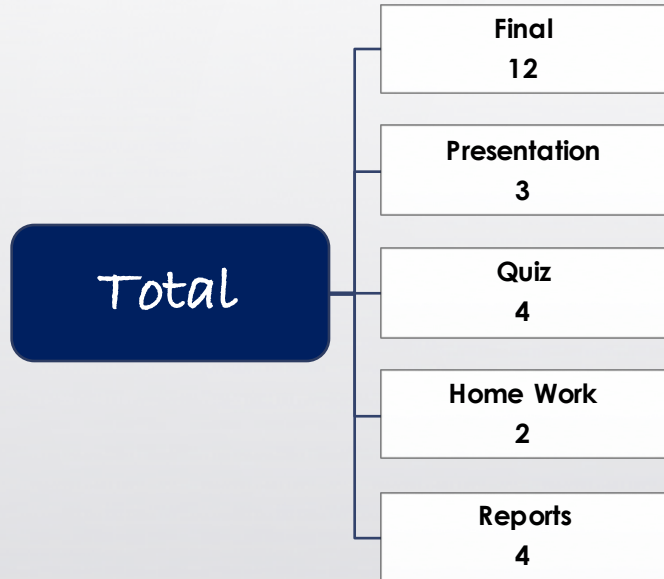 Total
Final
12
Presentation
3
Quiz
4
Home Work
2
Reports
4